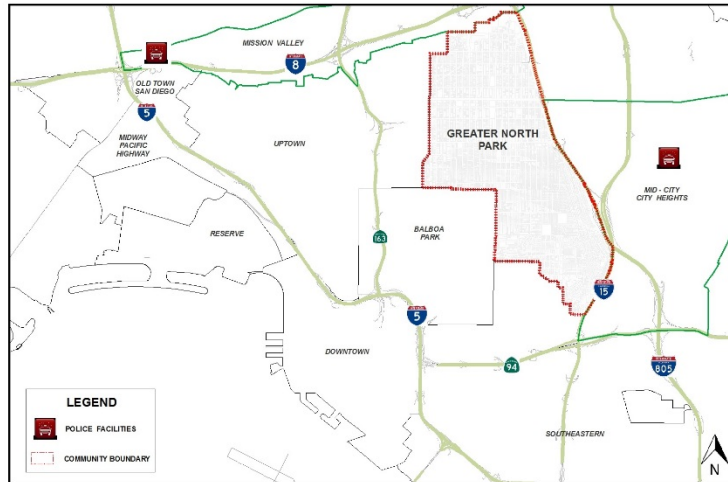 MISSION VALLEY
8
OLD TOWN
SAN DIEGO
5
MIDWAY
PACIFIC
HIGHWAY
UPTOWN
GREATER NORTH
PARK
MID - CITY
CITY HEIGHTS
RESERVE
163
BALBOA
PARK
15
5
DOWNTOWN
94
805
SOUTHEASTERN
LEGEND
POLICE FACILITIES
COMMUNITY BOUNDARY
N